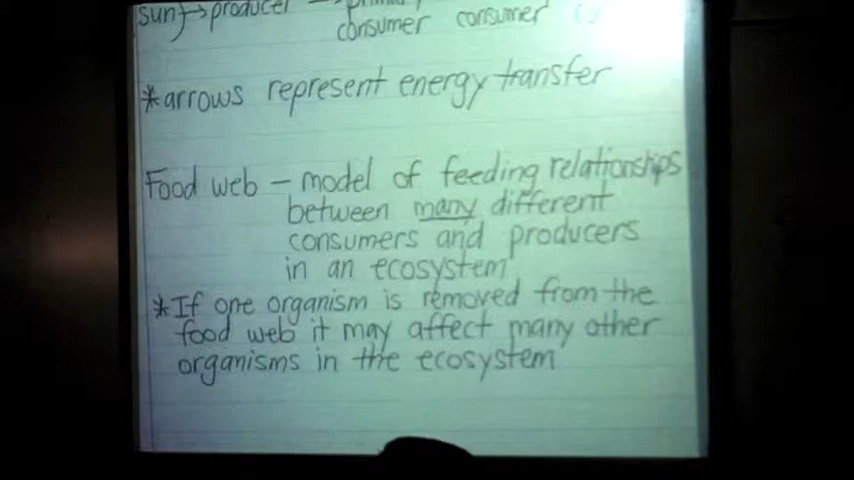 sun → producer →
consumer consumer
*arrows represent energy transfer
Food web - model of feeding relationships
between many different
consumers and producers
in an ecosystem
*If one organism is removed from the
food web it may affect many other
organisms in the ecosystem